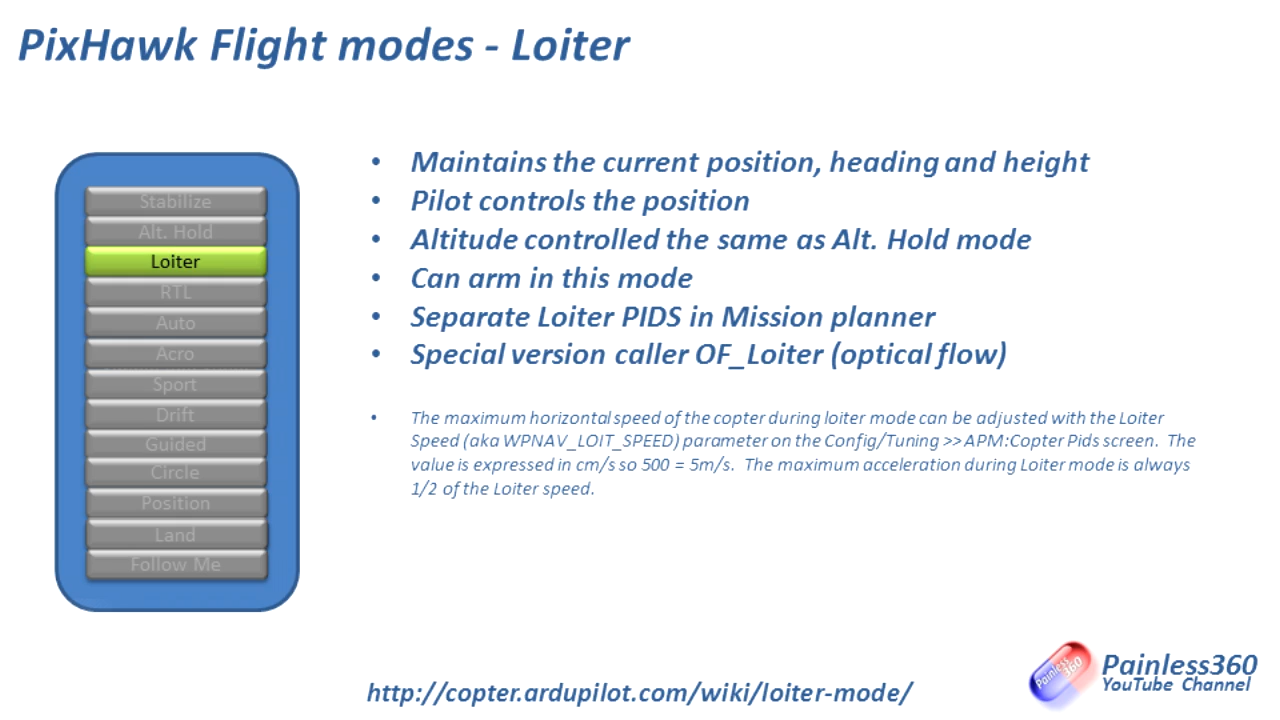 PixHawk Flight modes - Loiter
Stabilize
Alt. Hold
Loiter
RTL
Auto
Acro
Sport
Drift
Guided
Circle
Position
Land
Follow Me
• Maintains the current position, heading and height
• Pilot controls the position
• Altitude controlled the same as Alt. Hold mode
• Can arm in this mode
• Separate Loiter PIDS in Mission planner
• Special version caller OF_Loiter (optical flow)
• The maximum horizontal speed of the copter during loiter mode can be adjusted with the Loiter
Speed (aka WPNAV_LOIT_SPEED) parameter on the Config/Tuning >> APM:Copter Pids screen. The
value is expressed in cm/s so 500 = 5m/s. The maximum acceleration during Loiter mode is always
1/2 of the Loiter speed.
http://copter.ardupilot.com/wiki/loiter-mode/
Painless
360
Painless360
YouTube Channel